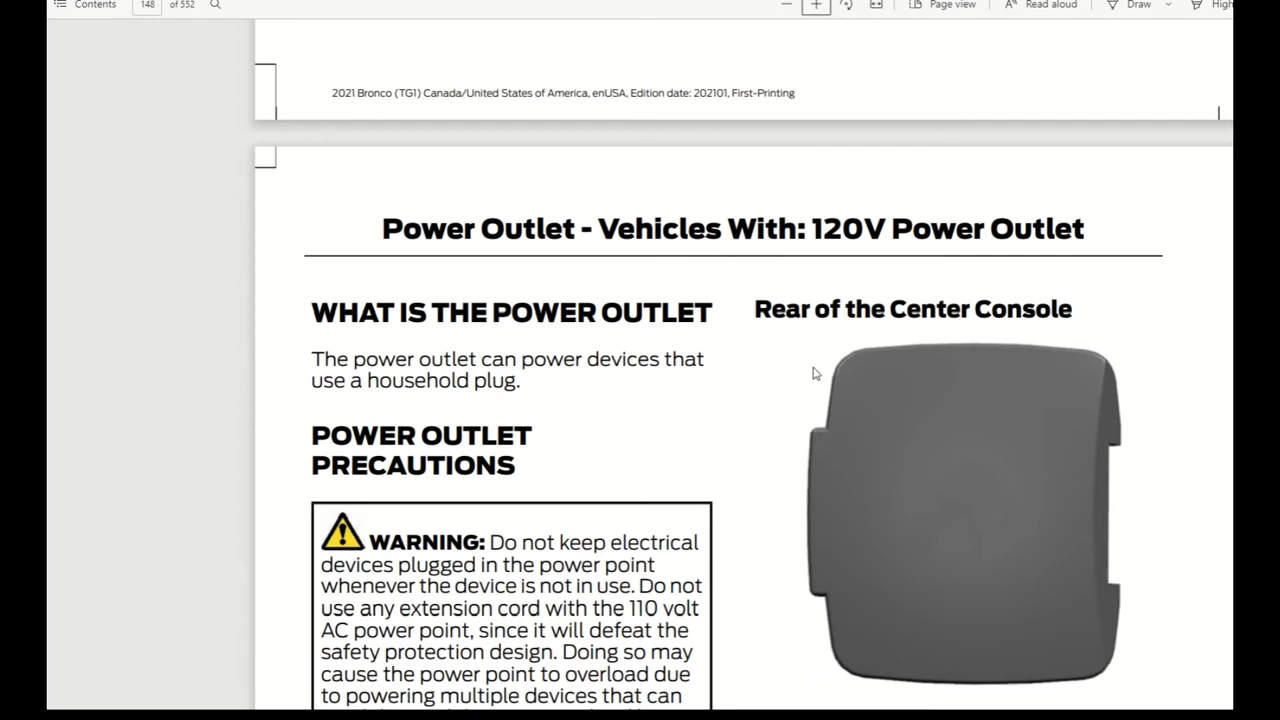 Contents
148 of 552
Page view
Read aloud
Draw
High
2021 Bronco (TG1) Canada/United States of America, enUSA, Edition date: 202101, First-Printing
Power Outlet - Vehicles With: 120V Power Outlet
WHAT IS THE POWER OUTLET
The power outlet can power devices that
use a household plug.
POWER OUTLET
PRECAUTIONS
WARNING: Do not keep electrical
devices plugged in the power point
whenever the device is not in use. Do not
use any extension cord with the 110 volt
AC power point, since it will defeat the
safety protection design. Doing so may
cause the power point to overload due
to powering multiple devices that can
Rear of the Center Console